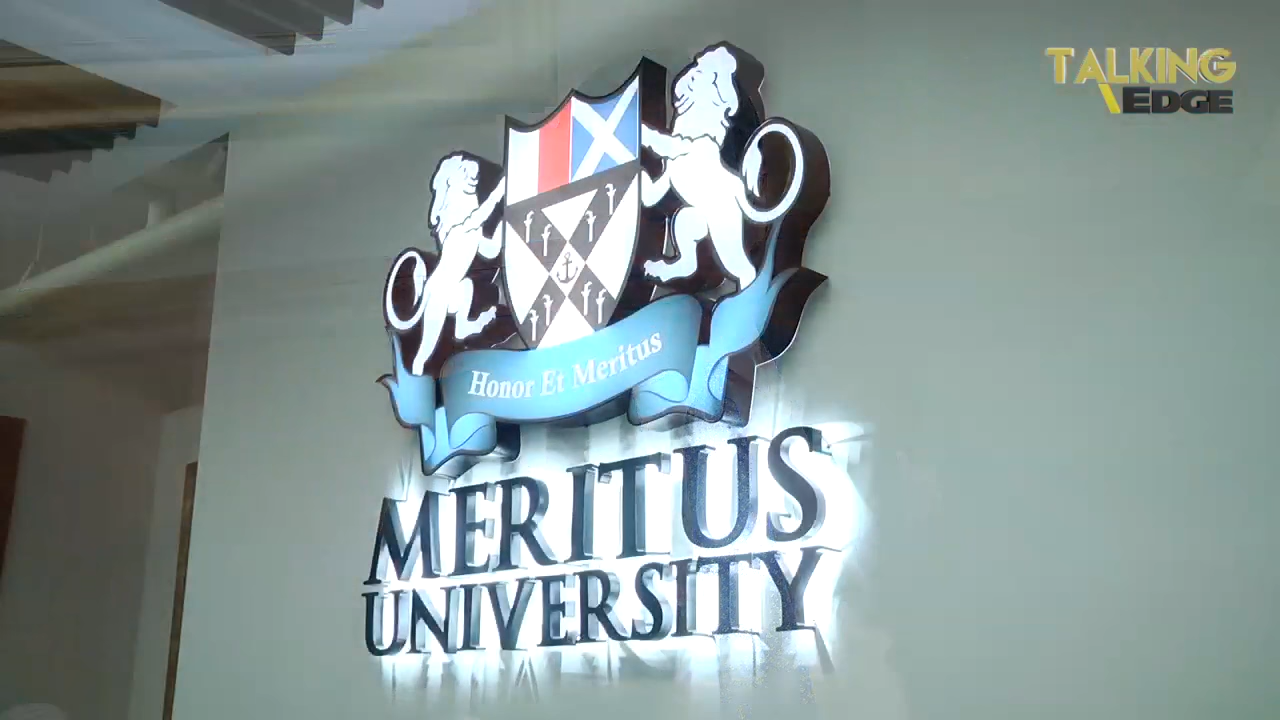 TALKING
EDGE
Honor Et Meritus
MERITUS
UNIVERSITY